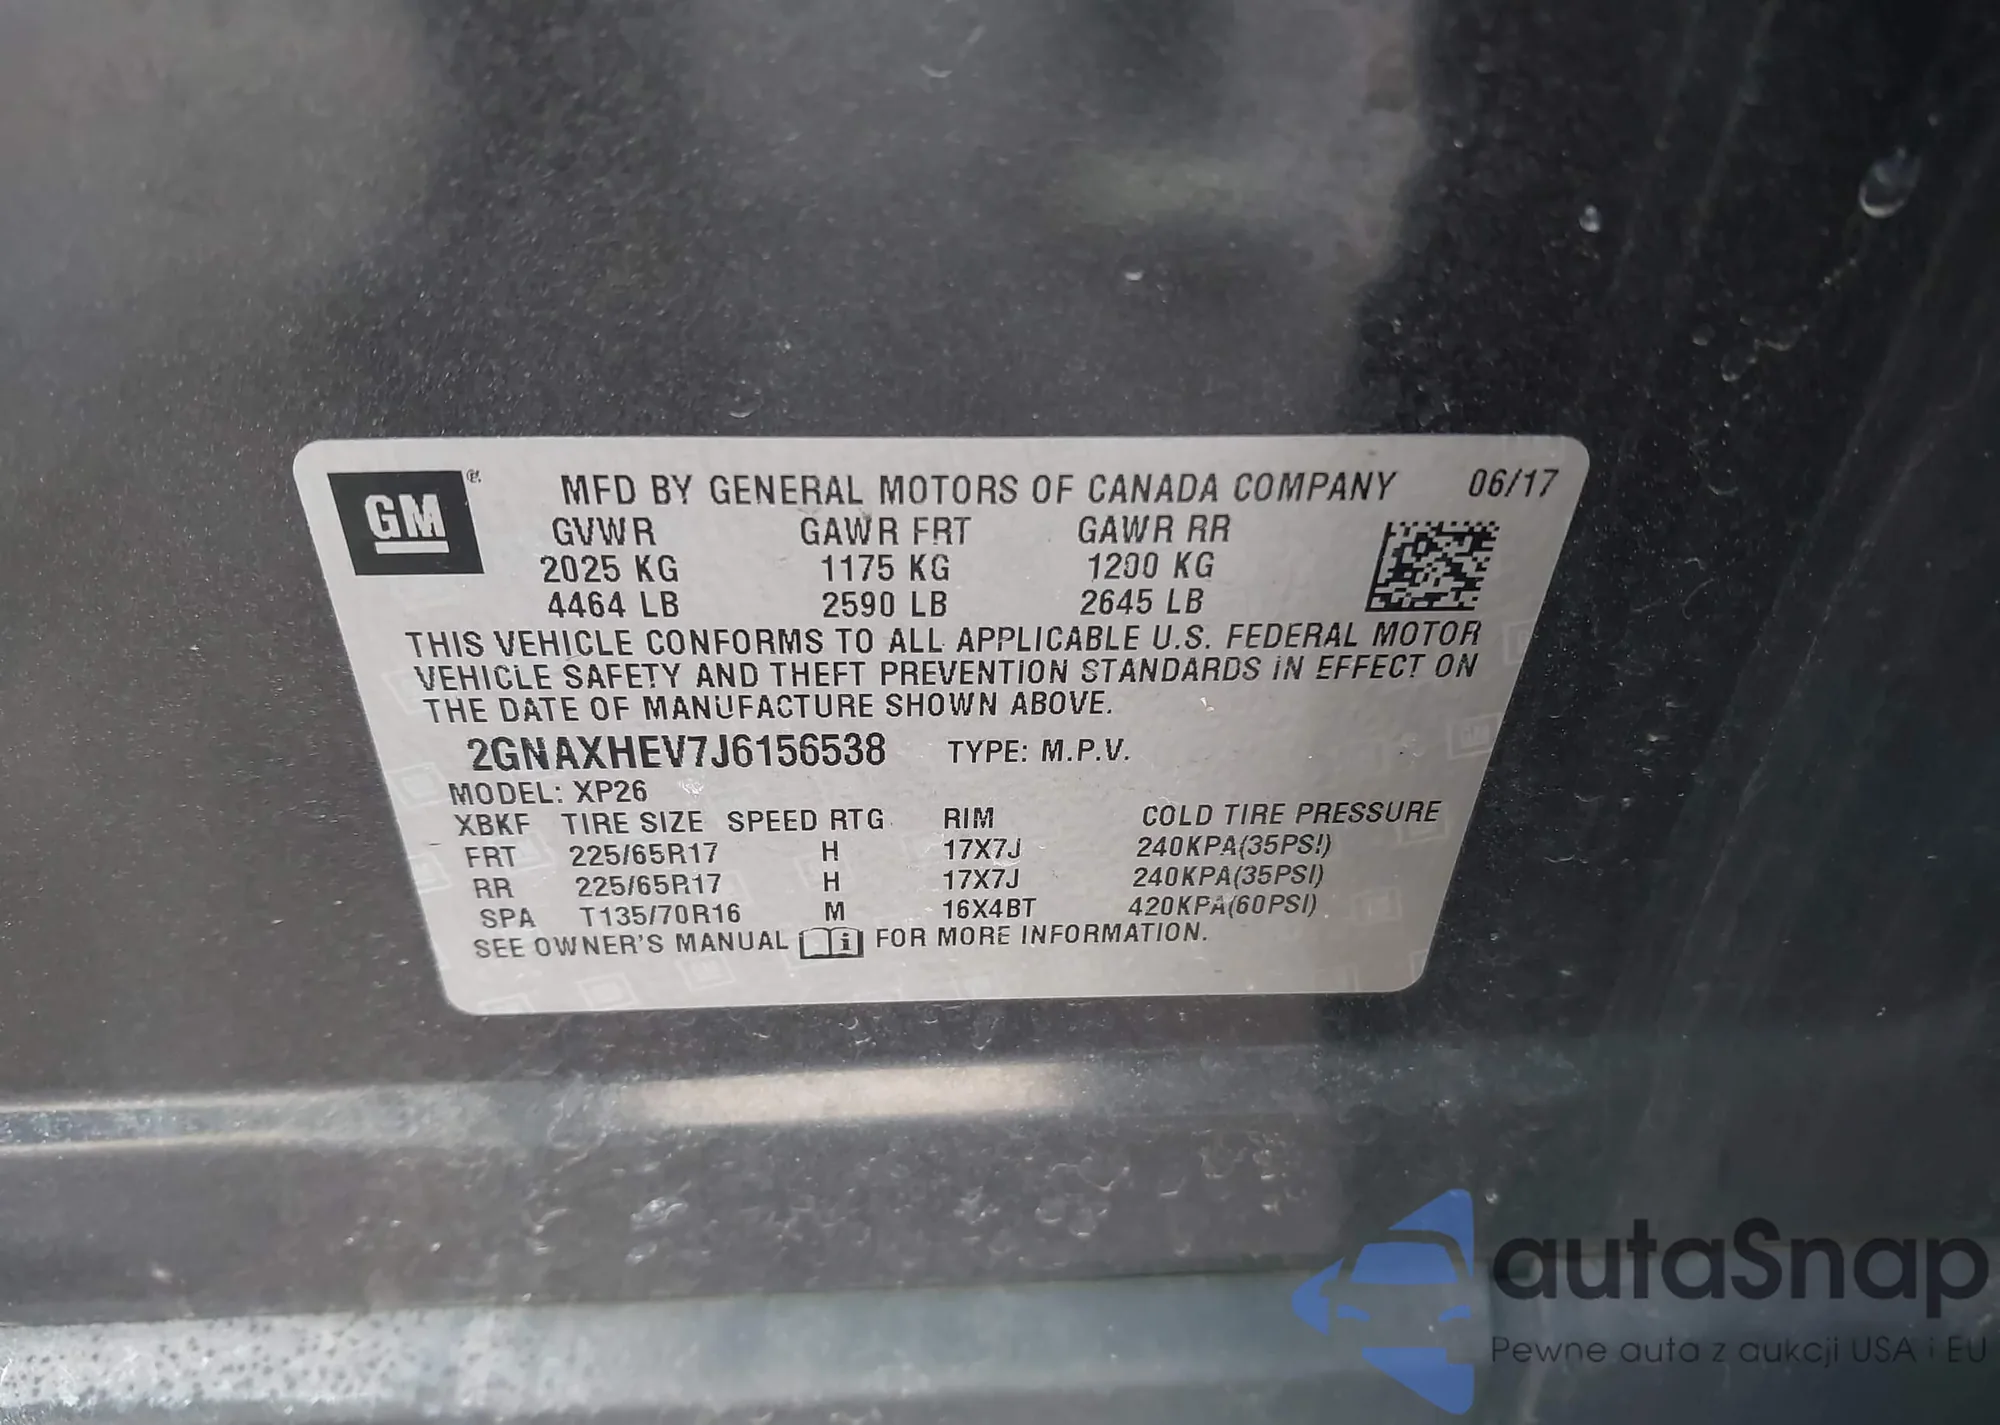 GM
MFD BY GENERAL MOTORS OF CANADA COMPANY 06/17
GVWR GAWR FRT GAWR RR
2025 KG 1175 KG 1200 KG
4464 LB 2590 LB 2645 LB
THIS VEHICLE CONFORMS TO ALL APPLICABLE U.S. FEDERAL MOTOR
VEHICLE SAFETY AND THEFT PREVENTION STANDARDS IN EFFECT ON
THE DATE OF MANUFACTURE SHOWN ABOVE.
2GNAXHEV7J6156538 TYPE: M.P.V.
MODEL: XP26
XBKF TIRE SIZE SPEED RTG RIM COLD TIRE PRESSURE
FRT 225/65R17 H 17X7J 240KPA(35PSI)
RR 225/65R17 H 17X7J 240KPA(35PSI)
SPA T135/70R16 M 16X4BT 420KPA(60PSI)
SEE OWNER'S MANUAL i FOR MORE INFORMATION.
autaSnap
Pewne auta z aukcji USA i EU